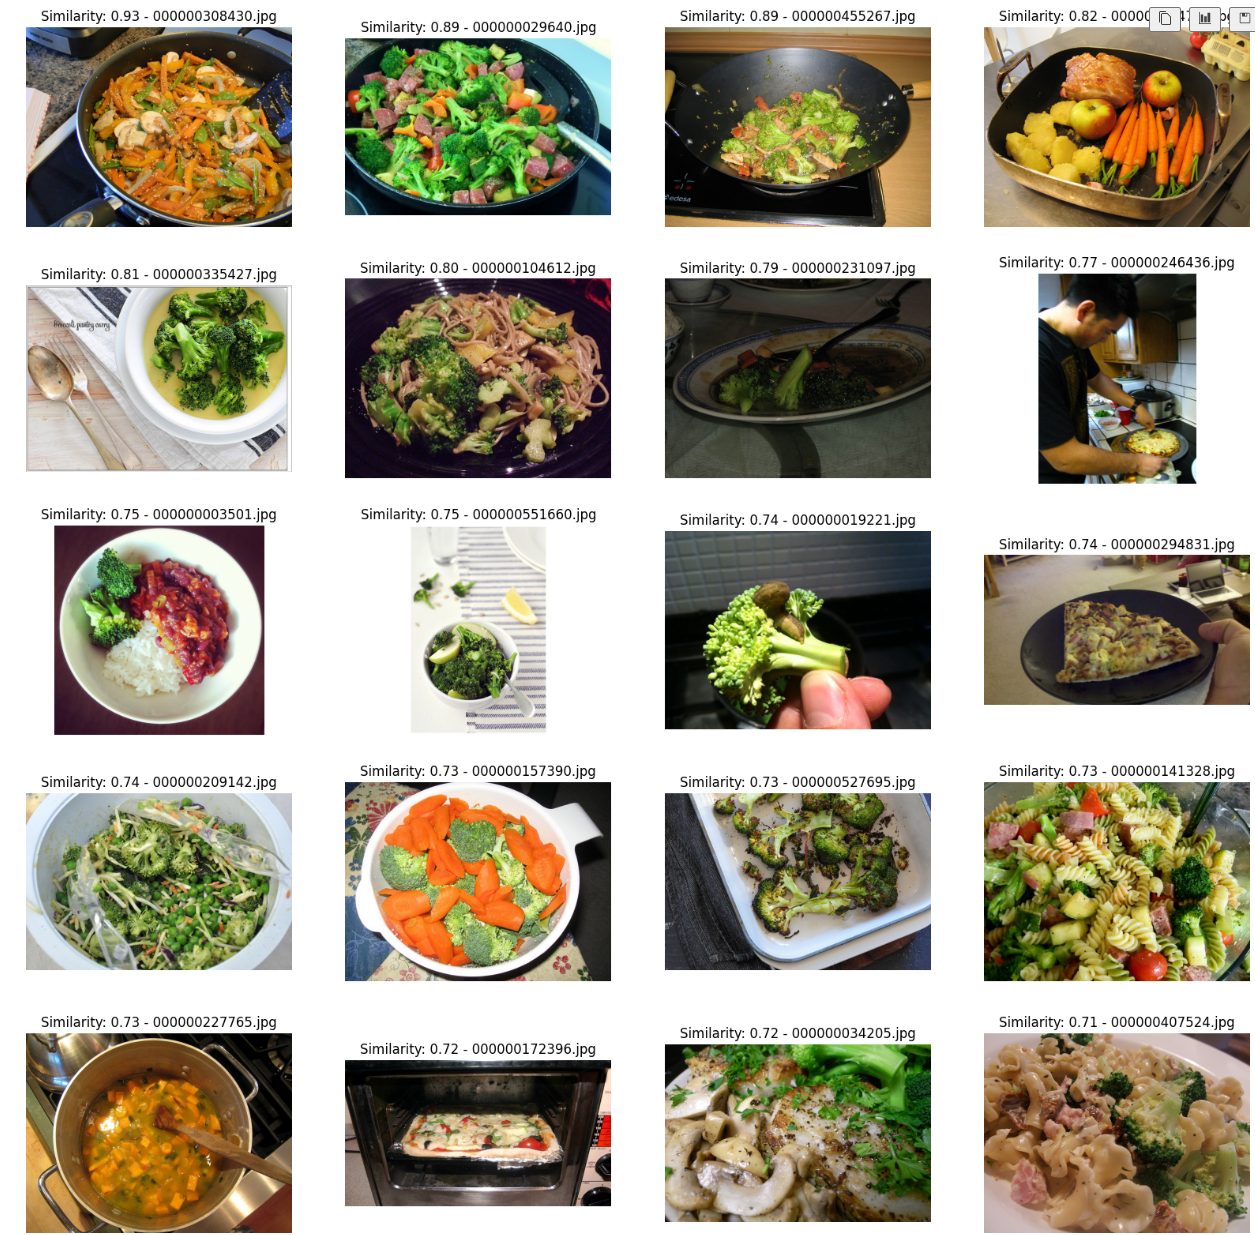 Similarity: 0.93 - 000000308430.jpg
Similarity: 0.89 - 000000029640.jpg
Similarity: 0.89 - 000000455267.jpg
Similarity: 0.82 -
edesa
Similarity: 0.81 - 000000335427.jpg
Similarity: 0.80 - 000000104612.jpg
Similarity: 0.79 - 000000231097.jpg
Similarity: 0.77 - 000000246436.jpg
Similarity: 0.75 - 000000003501.jpg
Similarity: 0.75 - 000000551660.jpg
Similarity: 0.74 - 000000019221.jpg
Similarity: 0.74 - 000000294831.jpg
Similarity: 0.74 - 000000209142.jpg
Similarity: 0.73 - 000000157390.jpg
Similarity: 0.73 - 000000527695.jpg
Similarity: 0.73 - 000000141328.jpg
Similarity: 0.73 - 000000227765.jpg
Similarity: 0.72 - 000000172396.jpg
Similarity: 0.72 - 000000034205.jpg
Similarity: 0.71 - 000000407524.jpg